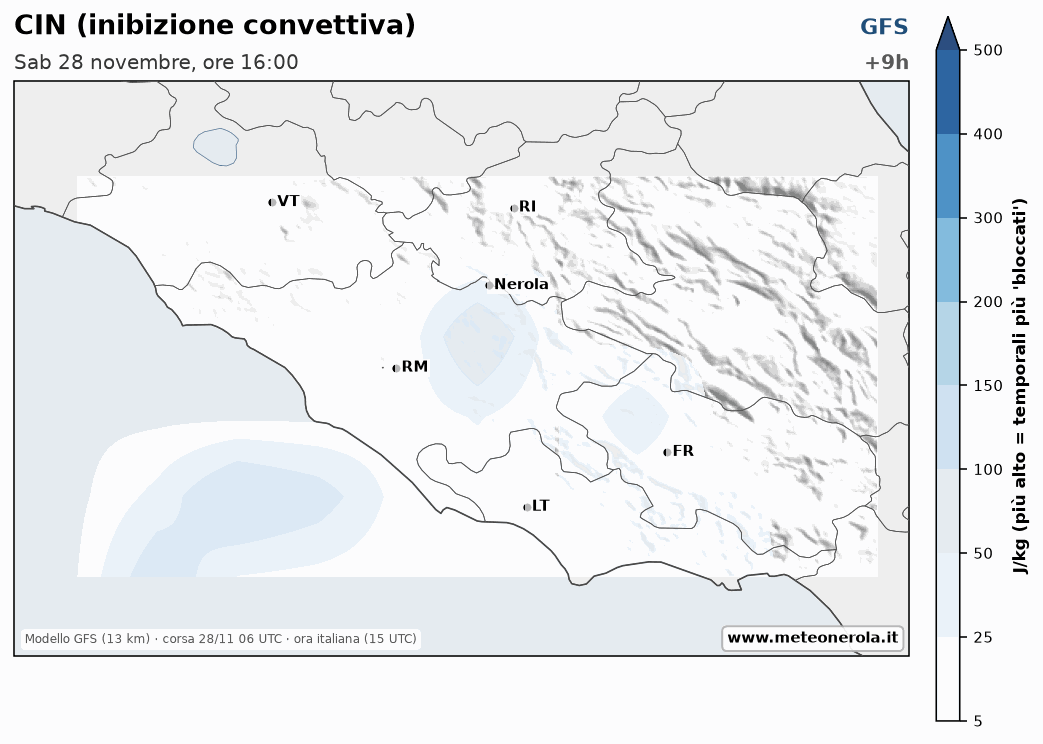 CIN (inibizione convettiva)
GFS
Sab 28 novembre, ore 16:00
+9h
VT
RI
Nerola
RM
FR
LT
Modello GFS (13 km) · corsa 28/11 06 UTC · ora italiana (15 UTC)
www.meteonerola.it
500
400
300
200
150
100
50
25
5
J/kg (più alto = temporali più 'bloccati')